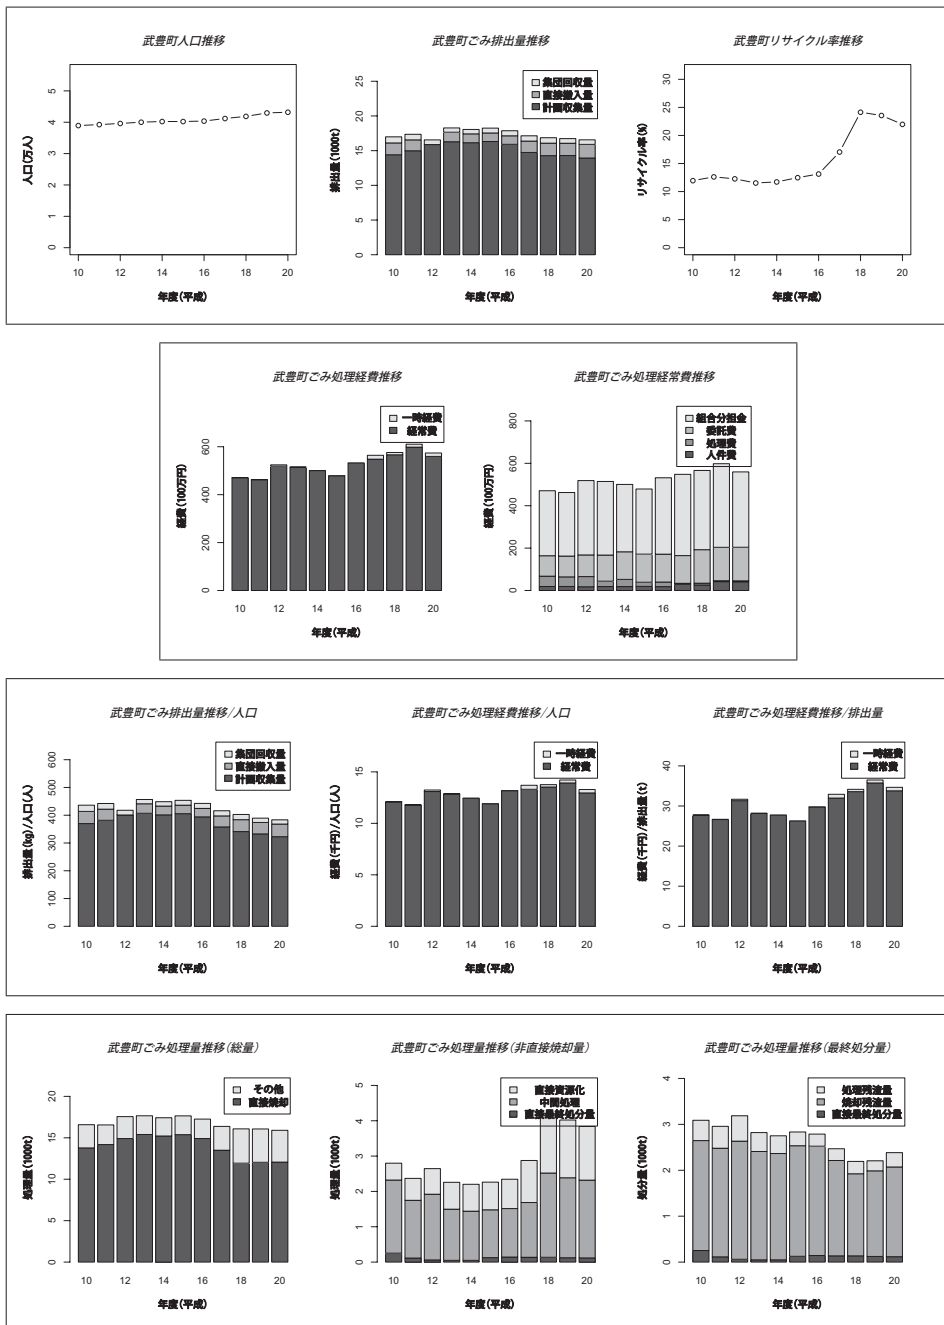 武豊町人口推移
人口(万人)
0 1 2 3 4 5
10 12 14 16 18 20
年度(平成)
武豊町ごみ排出量推移
集団回収量
直接搬入量
計画収集量
排出量(1000t)
0 5 10 15 20 25
10 12 14 16 18 20
年度(平成)
武豊町リサイクル率推移
リサイクル率(%)
0 5 10 15 20 25 30
10 12 14 16 18 20
年度(平成)
武豊町ごみ処理経費推移
一時経費
経常費
経費(100万円)
0 200 400 600
10 12 14 16 18 20
年度(平成)
武豊町ごみ処理経常費推移
組合分担金
委託費
処理費
人件費
経費(100万円)
0 200 400 600 800
10 12 14 16 18 20
年度(平成)
武豊町ごみ排出量推移/人口
集団回収量
直接搬入量
計画収集量
排出量(kg)/人口(人)
0 100 200 300 400 500 600
10 12 14 16 18 20
年度(平成)
武豊町ごみ処理経費推移/人口
一時経費
経常費
経費(千円)/人口(人)
0 5 10 15
10 12 14 16 18 20
年度(平成)
武豊町ごみ処理経費推移/排出量
一時経費
経常費
経費(千円)/排出量(t)
0 10 20 30 40
10 12 14 16 18 20
年度(平成)
武豊町ごみ処理量推移(総量)
その他
直接焼却
処理量(1000t)
0 5 10 15 20
10 12 14 16 18 20
年度(平成)
武豊町ごみ処理量推移(非直接焼却量)
直接資源化
中間処理
直接最終処分量
処理量(1000t)
0 1 2 3 4 5
10 12 14 16 18 20
年度(平成)
武豊町ごみ処理量推移(最終処分量)
処理残渣量
焼却残渣量
直接最終処分量
処分量(1000t)
0 1 2 3 4
10 12 14 16 18 20
年度(平成)